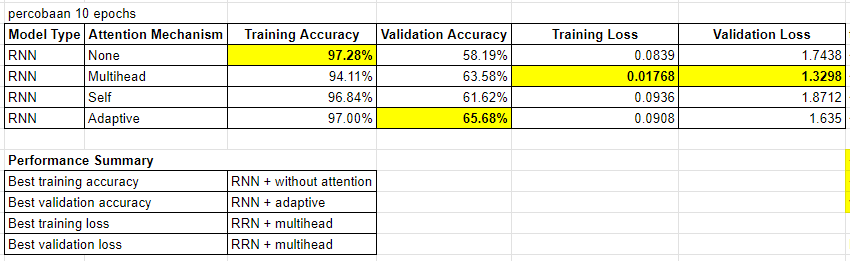 percobaan 10 epochs
Model Type Attention Mechanism Training Accuracy Validation Accuracy Training Loss Validation Loss
RNN None 97.28% 58.19% 0.0839 1.7438
RNN Multihead 94.11% 63.58% 0.01768 1.3298
RNN Self 96.84% 61.62% 0.0936 1.8712
RNN Adaptive 97.00% 65.68% 0.0908 1.635
Performance Summary
Best training accuracy RNN + without attention
Best validation accuracy RNN + adaptive
Best training loss RNN + multihead
Best validation loss RRN + multihead